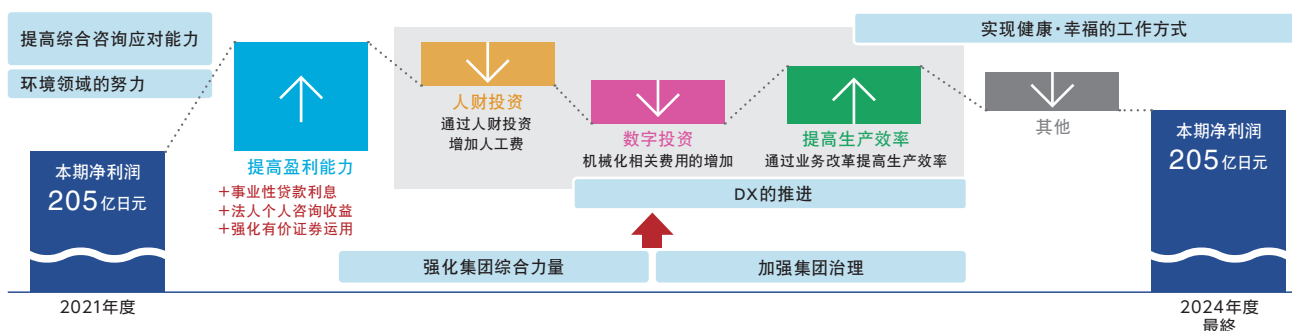 提高综合咨询应对能力
环境领域的努力
实现健康·幸福的工作方式
本期净利润
205亿日元
2021年度
提高盈利能力
+事业性贷款利息
+法人个人咨询收益
+强化有价证券运用
人财投资
通过人财投资
增加人工费
数字投资
机械化相关费用的增加
提高生产效率
通过业务改革提高生产效率
DX的推进
强化集团综合力量
加强集团治理
其他
本期净利润
205亿日元
2024年度
最終